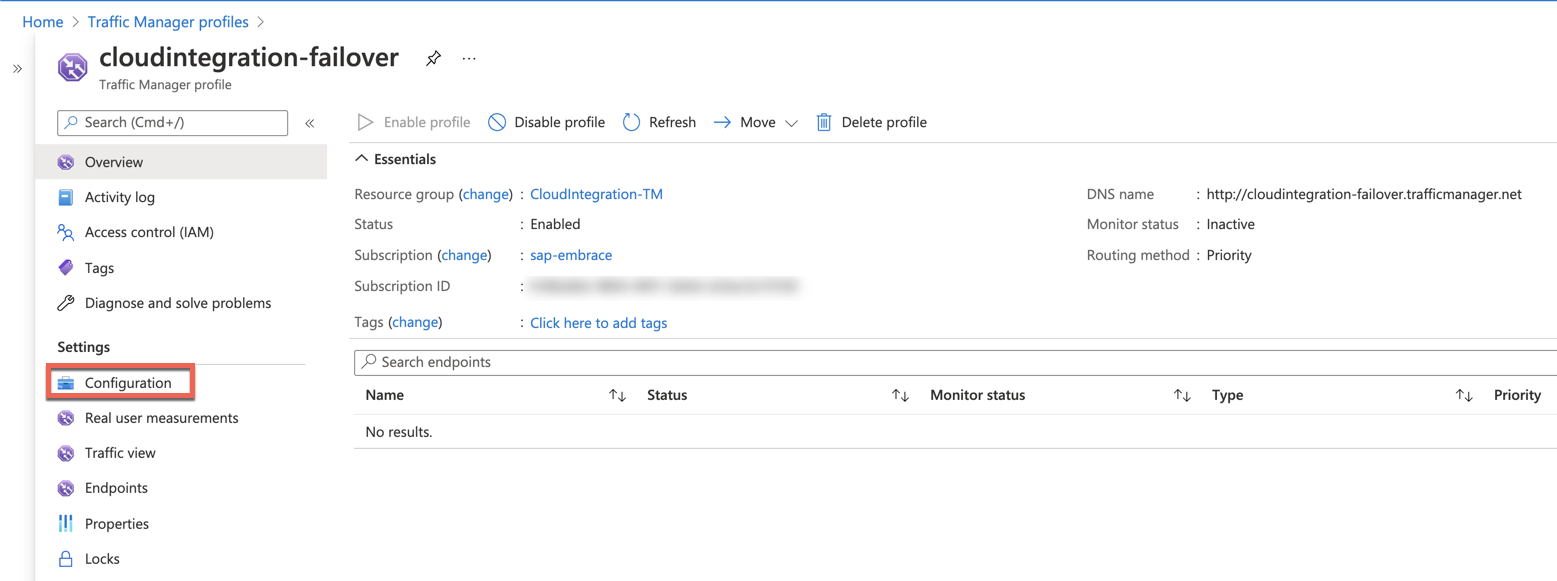 Home > Traffic Manager profiles >
cloudintegration-failover ...
Traffic Manager profile
Search (Cmd+/)
Enable profile Disable profile Refresh Move Delete profile
Overview
Activity log
Access control (IAM)
Tags
Diagnose and solve problems
Settings
Configuration
Real user measurements
Traffic view
Endpoints
Properties
Locks
Essentials
Resource group (change) : CloudIntegration-TM
Status : Enabled
Subscription (change) : sap-embrace
Subscription ID :
Tags (change) : Click here to add tags
DNS name : http://cloudintegration-failover.trafficmanager.net
Monitor status : Inactive
Routing method : Priority
Search endpoints
Name Status Monitor status Type Priority
No results.